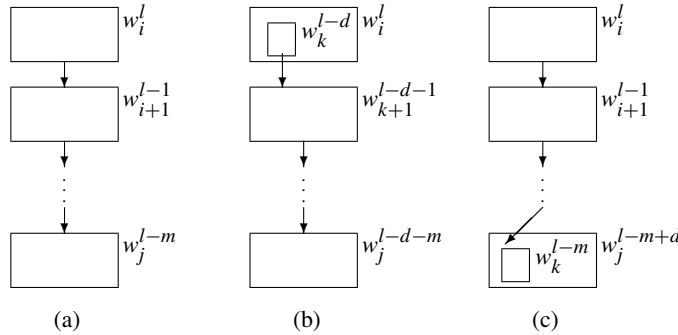 w_i^l w_k^{l−d} w_i^l w_i^l
w_{i+1}^{l−1} w_{k+1}^{l−d−1} w_{i+1}^{l−1}
⋮ ⋮ ⋮
w_j^{l−m} w_j^{l−d−m} w_k^{l−m} w_j^{l−m+d}
(a) (b) (c)